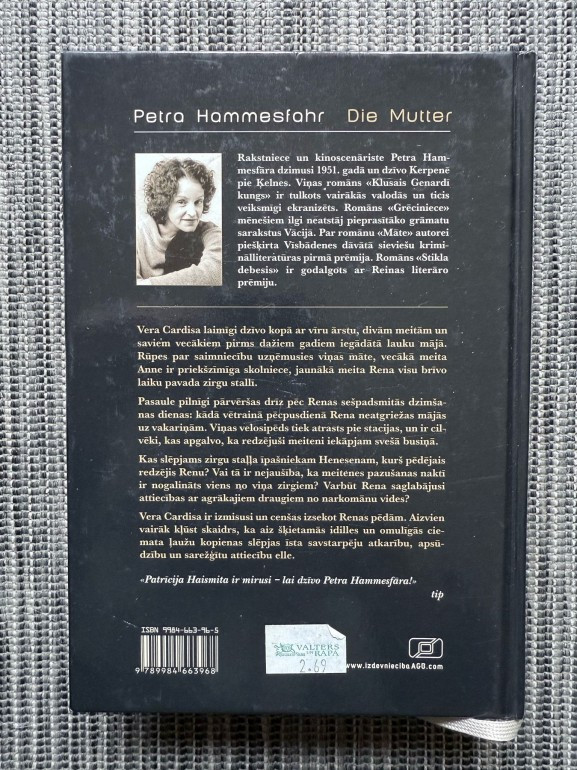 Petra Hammesfahr Die Mutter
Rakstniece un kinoscenāriste Petra Ham-
mesfāra dzimusi 1951. gadā un dzīvo Kerpenē
pie Ķelnes. Viņas romāns «Klusais Genardi
kungs» ir tulkots vairākās valodās un ticis
veiksmīgi ekranizēts. Romāns «Grēciniece»
mēnešiem ilgi neatstāj pieprasītāko grāmatu
sarakstus Vācijā. Par romānu «Māte» autorei
piešķirta Visbādenes dāvātā sieviešu krimi-
nālliteratūras pirmā prēmija. Romāns «Stikla
debesis» ir godalgots ar Reinas literāro
prēmiju.
Vera Cardisa laimīgi dzīvo kopā ar vīru ārstu, divām meitām un
saviem vecākiem pirms dažiem gadiem iegādātā lauku mājā.
Rūpes par saimniecību uzņēmusies viņas māte, vecākā meita
Anne ir priekšzīmīga skolniece, jaunākā meita Rena visu brīvo
laiku pavada zirgu stallī.
Pasaule pilnīgi pārvēršas drīz pēc Renas sešpadsmitās dzimša-
nas dienas: kādā vētrainā pēcpusdienā Rena neatgriežas mājās
uz vakariņām. Viņas velosipēds tiek atrasts pie stacijas, un ir cil-
vēki, kas apgalvo, ka redzējuši meiteni iekāpjam svešā busiņā.
Kas slēpjams zirgu staļļa īpašniekam Henesenam, kurš pēdējais
redzējis Renu? Vai tā ir nejaušība, ka meitenes pazušanas naktī
ir nogalināts viens no viņa zirgiem? Varbūt Rena saglabājusi
attiecības ar agrākajiem draugiem no narkomānu vides?
Vera Cardisa ir izmisusi un cenšas izsekot Renas pēdām. Aizvien
vairāk kļūst skaidrs, ka aiz šķietamās idilles un omulīgās cie-
mata ļaužu kopienas slēpjas īsta savstarpēju atkarību, apsū-
dzību un sarežģītu attiecību elle.
«Patrīcija Haismita ir mirusi – lai dzīvo Petra Hammesfāra!»
tip
ISBN 9984-663-96-5
9 789984 663968
VALTERS
UN RAPA
2.69
www.izdevniecibaAGB.com